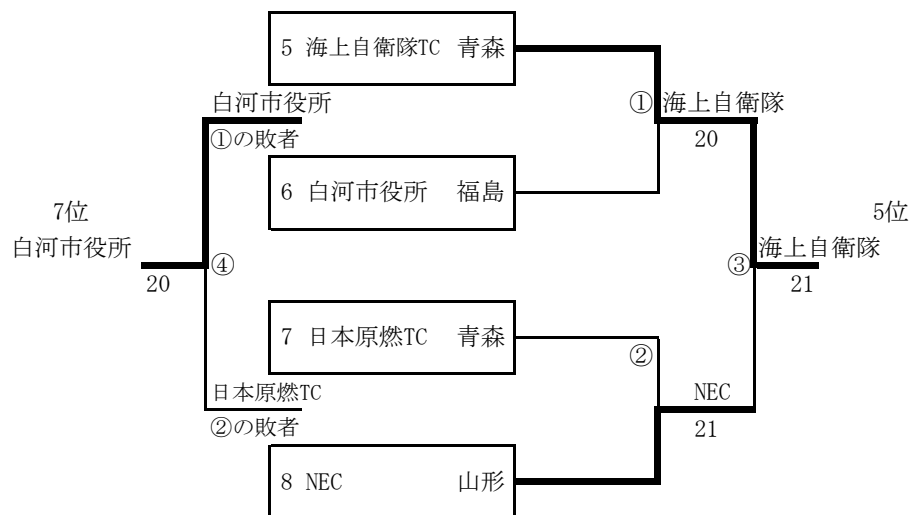 5 海上自衛隊TC 青森
白河市役所
①の敗者
① 海上自衛隊
20
6 白河市役所 福島
7位
白河市役所
20
④
5位
海上自衛隊
③
21
7 日本原燃TC 青森
②
日本原燃TC
②の敗者
NEC
21
8 NEC 山形